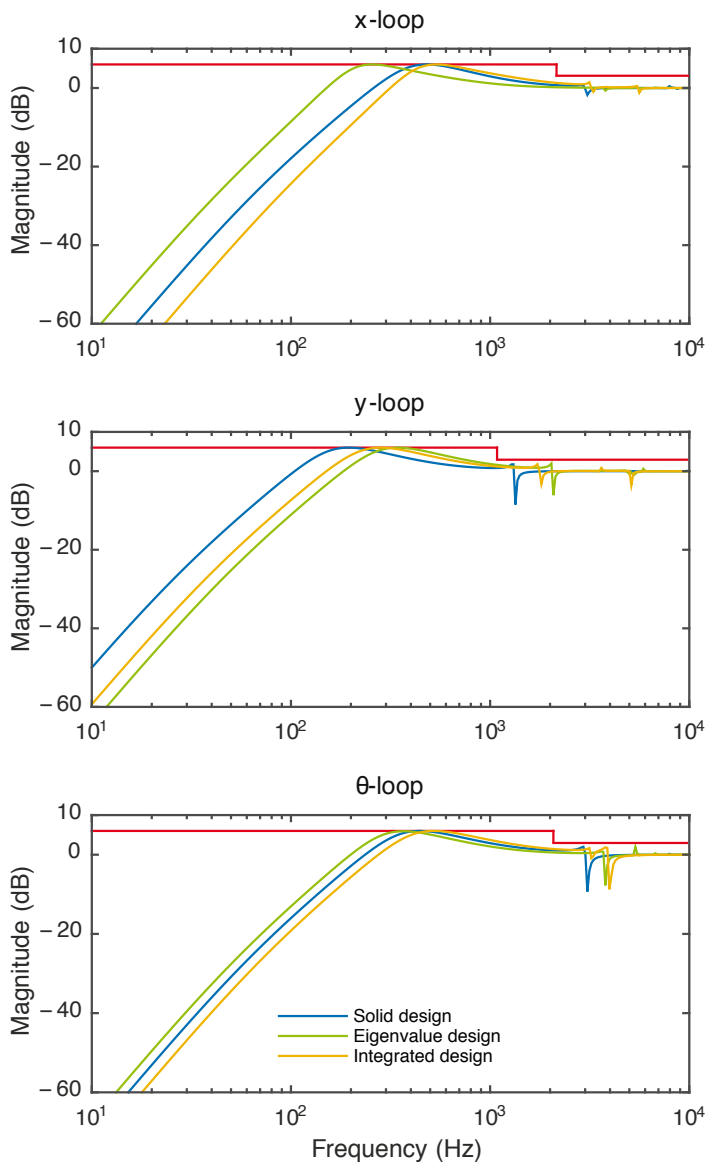 x-loop
Magnitude (dB)
10
0
−20
−40
−60
10¹
10²
10³
10⁴
y-loop
Magnitude (dB)
10
0
−20
−40
−60
10¹
10²
10³
10⁴
θ-loop
Magnitude (dB)
10
0
−20
−40
−60
Solid design
Eigenvalue design
Integrated design
10¹
10²
10³
10⁴
Frequency (Hz)